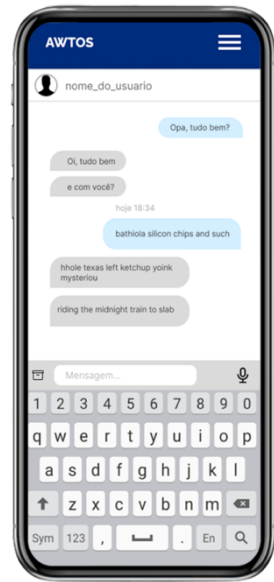 AWTOS
nome_do_usuario
Opa, tudo bem?
Oi, tudo bem
e com você?
hoje 18:34
bathiola silicon chips and such
hhole texas left ketchup yoink
mysteriou
riding the midnight train to slab
Mensagem...
1 2 3 4 5 6 7 8 9 0
q w e r t y u i o p
a s d f g h j k l
z x c v b n m
Sym 123 , . En